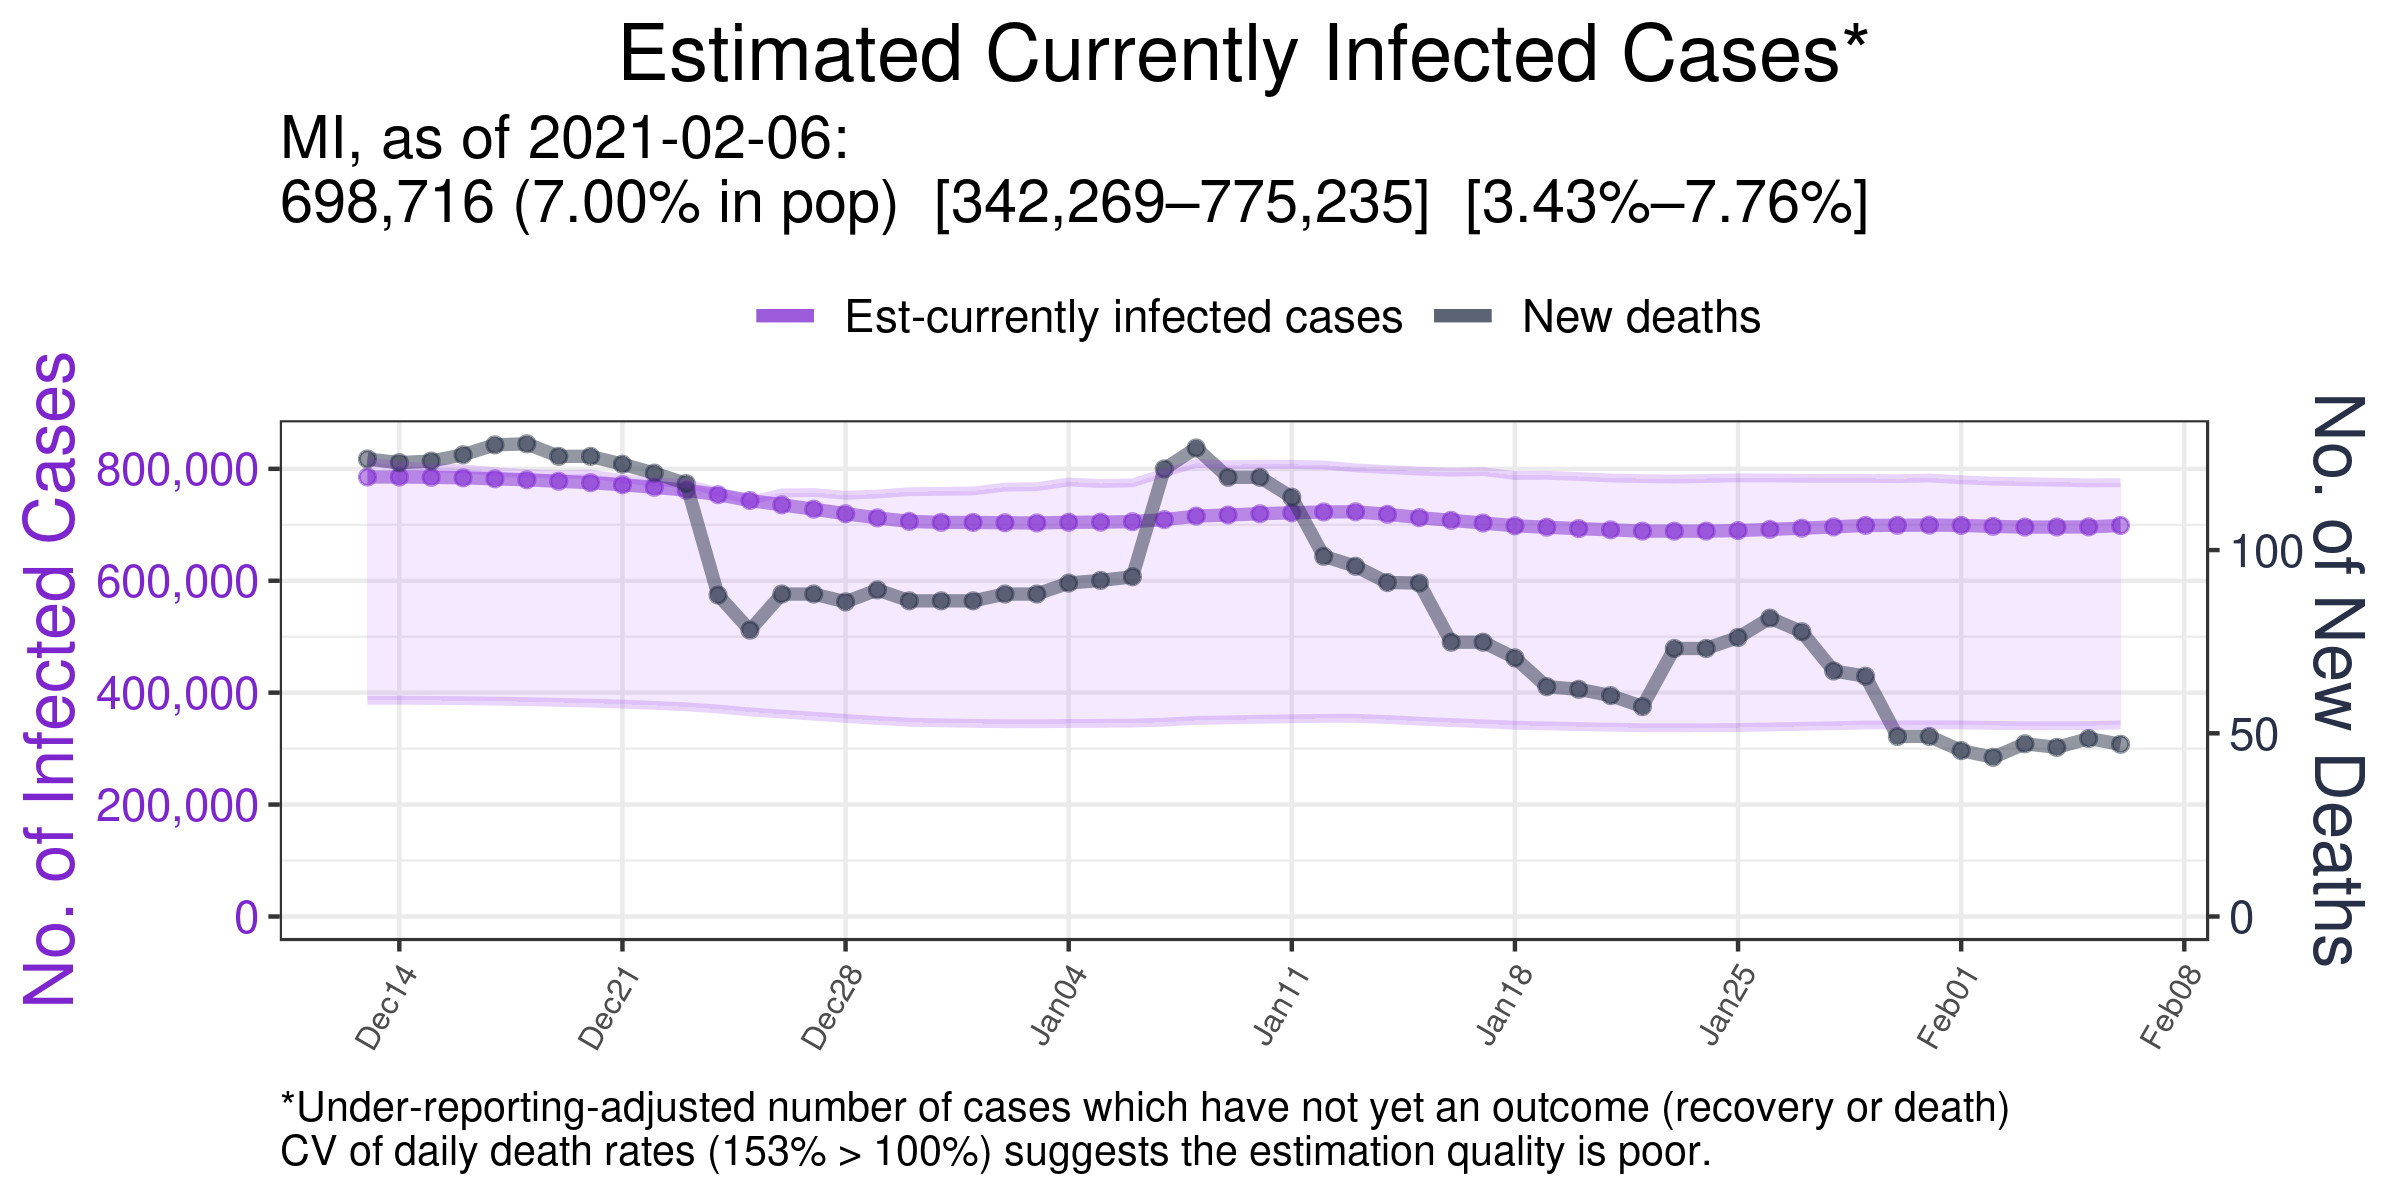 Estimated Currently Infected Cases*
MI, as of 2021-02-06:
698,716 (7.00% in pop)  [342,269–775,235]  [3.43%–7.76%]
Est-currently infected cases
New deaths
No. of Infected Cases
800,000
600,000
400,000
200,000
0
No. of New Deaths
100
50
0
Dec14
Dec21
Dec28
Jan04
Jan11
Jan18
Jan25
Feb01
Feb08
*Under-reporting-adjusted number of cases which have not yet an outcome (recovery or death)
CV of daily death rates (153% > 100%) suggests the estimation quality is poor.